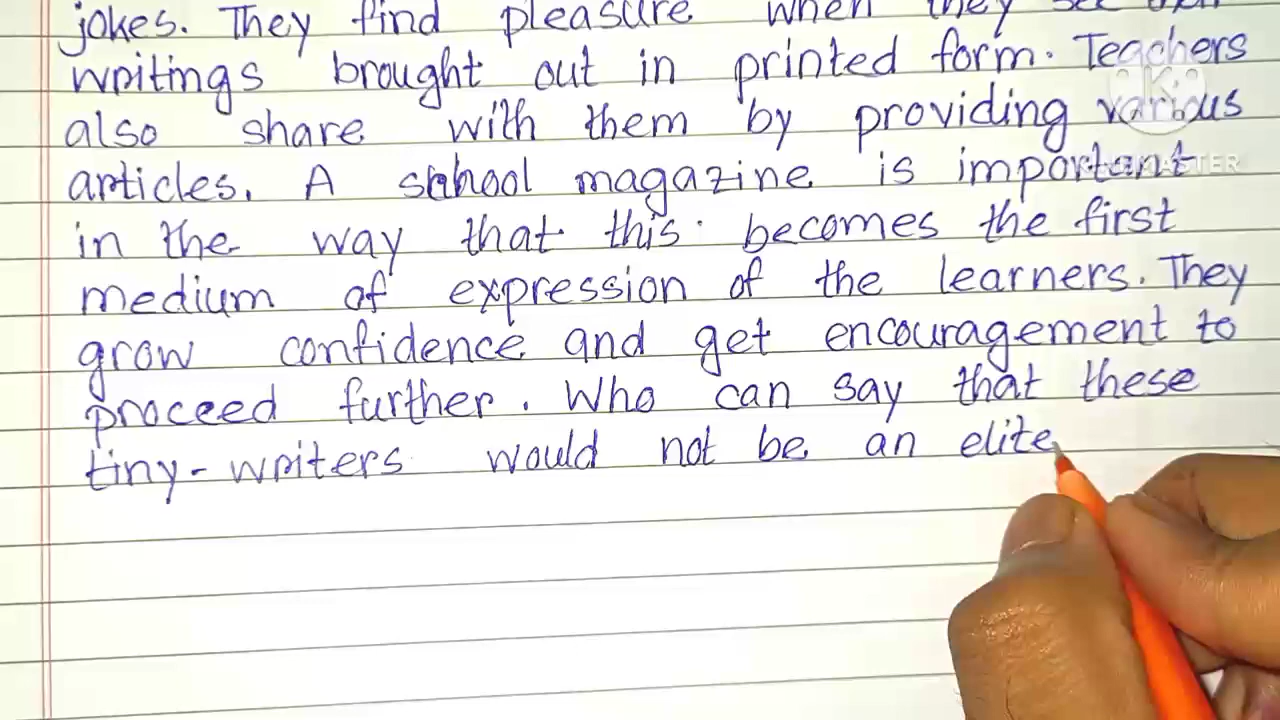 jokes. They find pleasure when they see
writings brought out in printed form. Teachers
also share with them by providing various
articles. A school magazine is important
in the way that this becomes the first
medium of expression of the learners. They
grow confidence and get encouragement to
proceed further. Who can say that these
tiny-writers would not be an elite